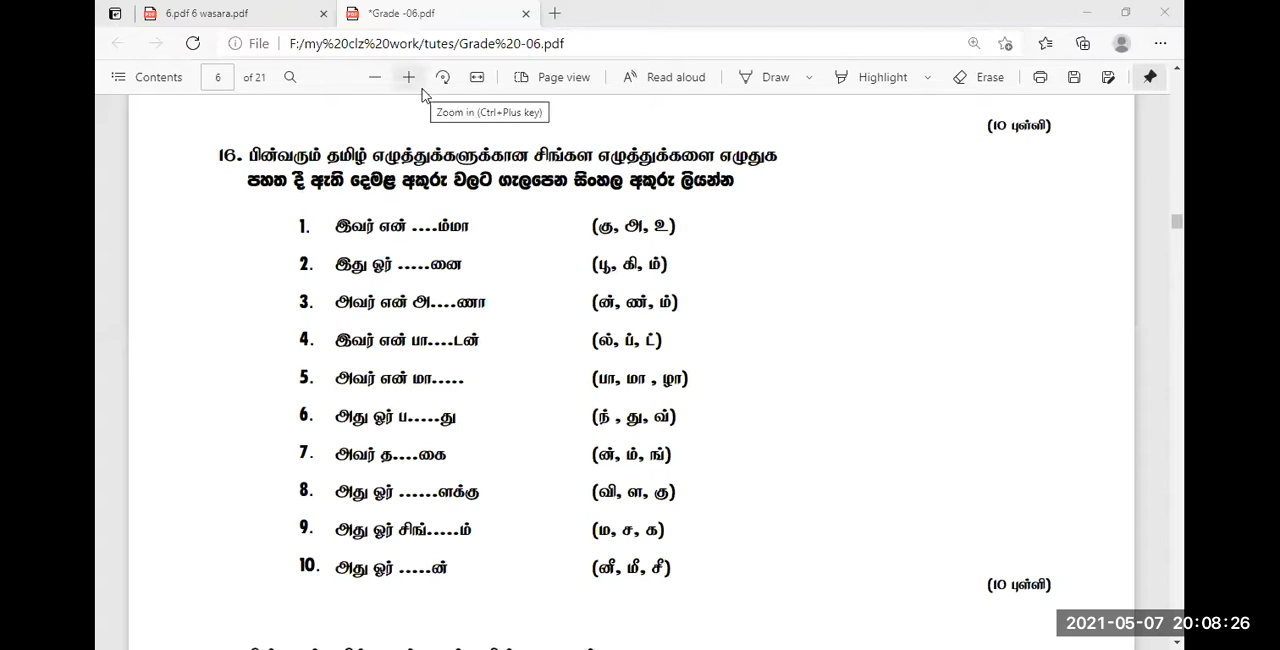 6.pdf 6 wasara.pdf
*Grade -06.pdf
File F:/my%20clz%20work/tutes/Grade%20-06.pdf
Contents 6 of 21 Page view Read aloud Draw Highlight Erase
Zoom in (Ctrl+Plus key)
(10 புள்ளி)
16. பின்வரும் தமிழ் எழுத்துக்களுக்கான சிங்கள எழுத்துக்களை எழுதுக
පහත දී ඇති දෙමළ අකුරු වලට ගැලපෙන සිංහල අකුරු ලියන්න
1. இவர் என் ....ம்மா (கு, அ, உ)
2. இது ஓர் .....னை (பூ, கி, ம்)
3. அவர் என் அ....ணா (ன், ண், ம்)
4. இவர் என் பா....டன் (ல், ப், ட்)
5. அவர் என் மா..... (பா, மா , ழா)
6. அது ஓர் ப.....து (ந் , து, வ்)
7. அவர் த....கை (ன், ம், ங்)
8. அது ஓர் ......ளக்கு (வி, ள, கு)
9. அது ஓர் சிங்.....ம் (ம, ச, க)
10. அது ஓர் .....ன் (னீ, மீ, சீ)
(10 புள்ளி)
2021-05-07 20:08:26